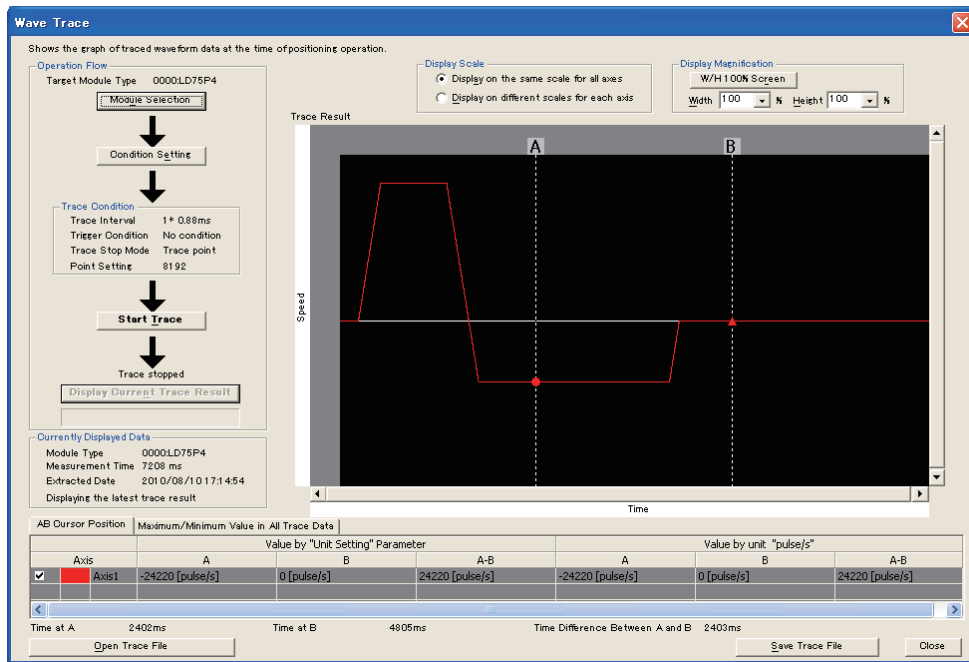 Wave Trace
Shows the graph of traced waveform data at the time of positioning operation.
Operation Flow
Target Module Type 0000:LD75P4
Module Selection
Condition Setting
Trace Condition
Trace Interval 1* 0.88ms
Trigger Condition No condition
Trace Stop Mode Trace point
Point Setting 8192
Start Trace
Trace stopped
Display Current Trace Result
Currently Displayed Data
Module Type 0000:LD75P4
Measurement Time 7208 ms
Extracted Date 2010/08/10 17:14:54
Displaying the latest trace result
Display Scale
Display on the same scale for all axes
Display on different scales for each axis
Display Magnification
W/H 100% Screen
Width 100 % Height 100 %
Trace Result
A B
Speed
Time
AB Cursor Position Maximum/Minimum Value in All Trace Data
Value by "Unit Setting" Parameter Value by unit "pulse/s"
Axis A B A-B A B A-B
Axis1 -24220 [pulse/s] 0 [pulse/s] 24220 [pulse/s] -24220 [pulse/s] 0 [pulse/s] 24220 [pulse/s]
Time at A 2402ms Time at B 4805ms Time Difference Between A and B 2403ms
Open Trace File Save Trace File Close